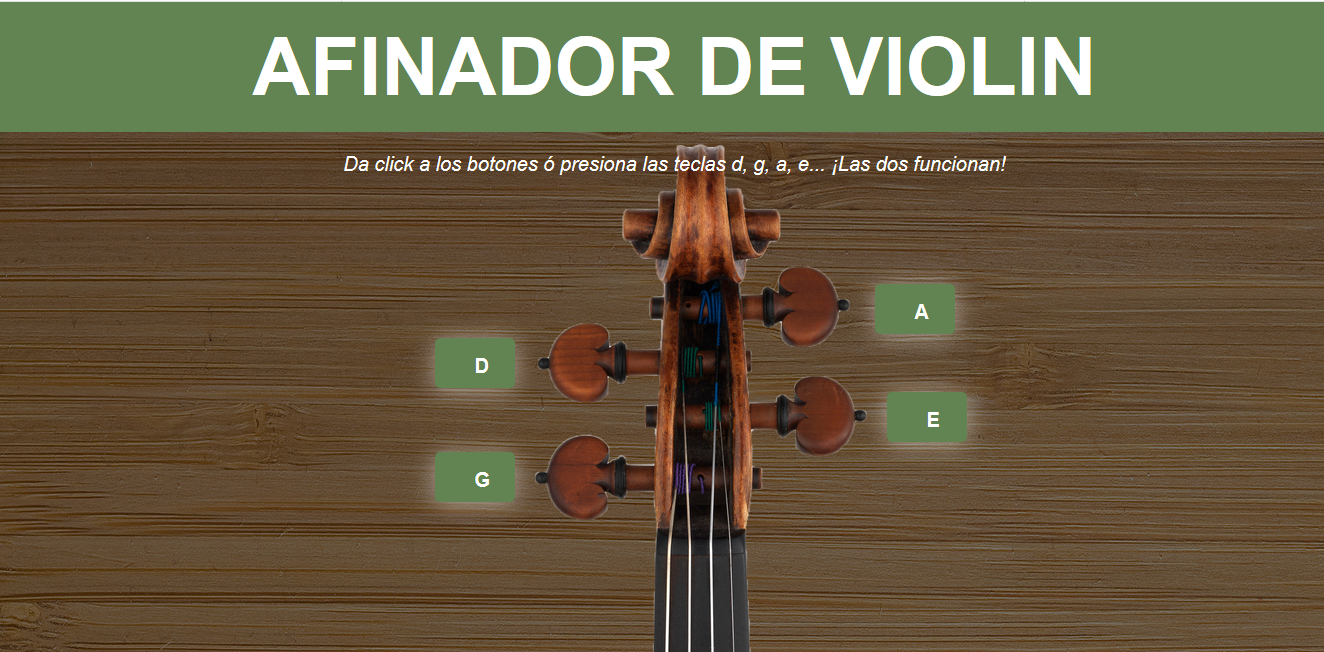 AFINADOR DE VIOLIN
Da click a los botones ó presiona las teclas d, g, a, e... ¡Las dos funcionan!
A
D
E
G